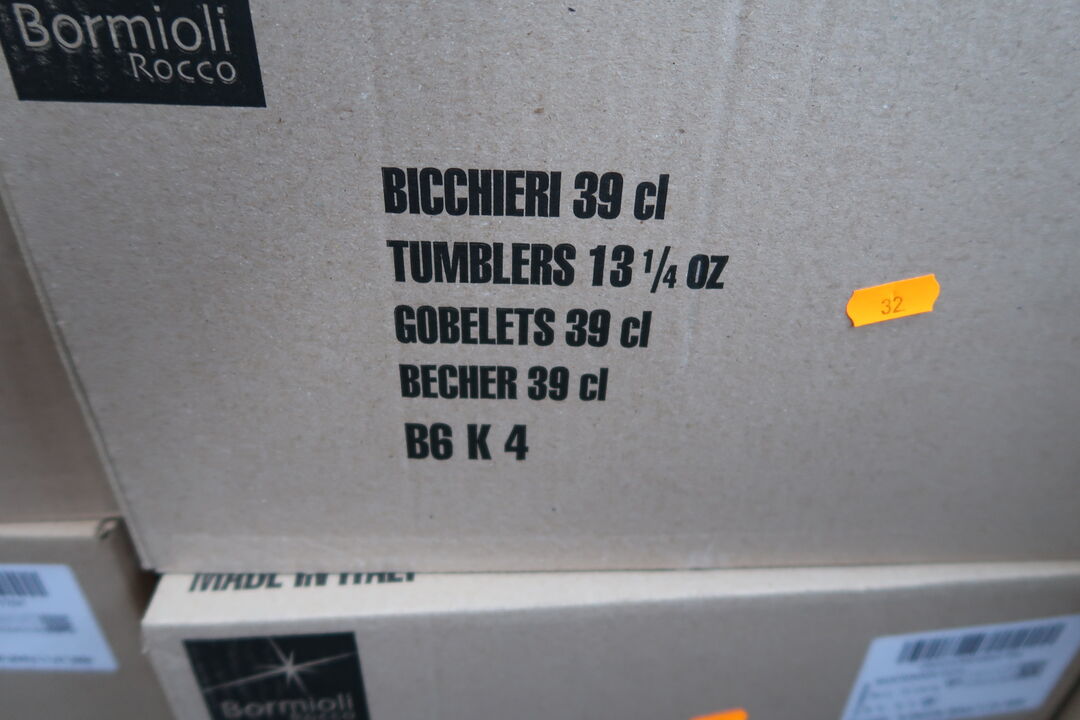 Bormioli
Rocco
BICCHIERI 39 cl
TUMBLERS 13 1/4 OZ
GOBELETS 39 cl
BECHER 39 cl
B6 K 4
32
MADE IN ITALY
Bormioli
Rocco